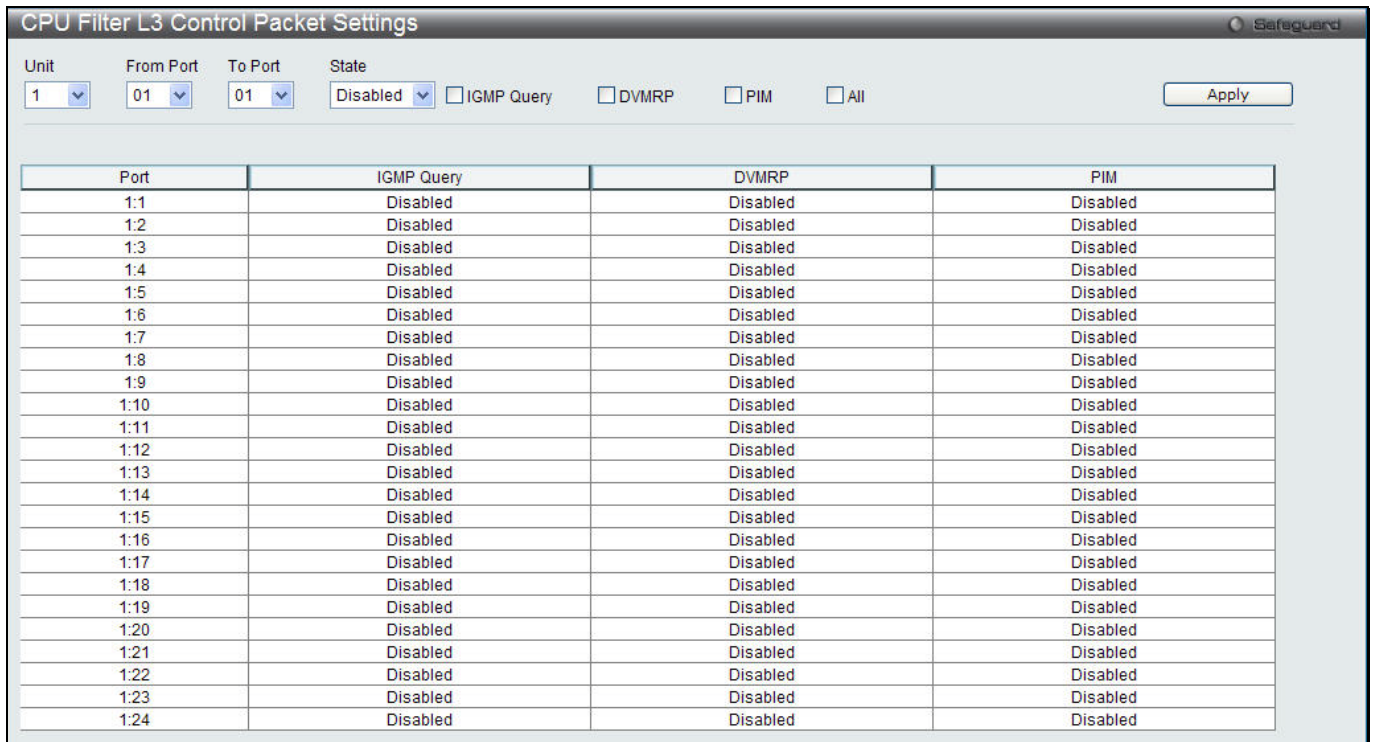 CPU Filter L3 Control Packet Settings
Safeguard
Unit From Port To Port State
1 01 01 Disabled IGMP Query DVMRP PIM All Apply
Port IGMP Query DVMRP PIM
1:1 Disabled Disabled Disabled
1:2 Disabled Disabled Disabled
1:3 Disabled Disabled Disabled
1:4 Disabled Disabled Disabled
1:5 Disabled Disabled Disabled
1:6 Disabled Disabled Disabled
1:7 Disabled Disabled Disabled
1:8 Disabled Disabled Disabled
1:9 Disabled Disabled Disabled
1:10 Disabled Disabled Disabled
1:11 Disabled Disabled Disabled
1:12 Disabled Disabled Disabled
1:13 Disabled Disabled Disabled
1:14 Disabled Disabled Disabled
1:15 Disabled Disabled Disabled
1:16 Disabled Disabled Disabled
1:17 Disabled Disabled Disabled
1:18 Disabled Disabled Disabled
1:19 Disabled Disabled Disabled
1:20 Disabled Disabled Disabled
1:21 Disabled Disabled Disabled
1:22 Disabled Disabled Disabled
1:23 Disabled Disabled Disabled
1:24 Disabled Disabled Disabled